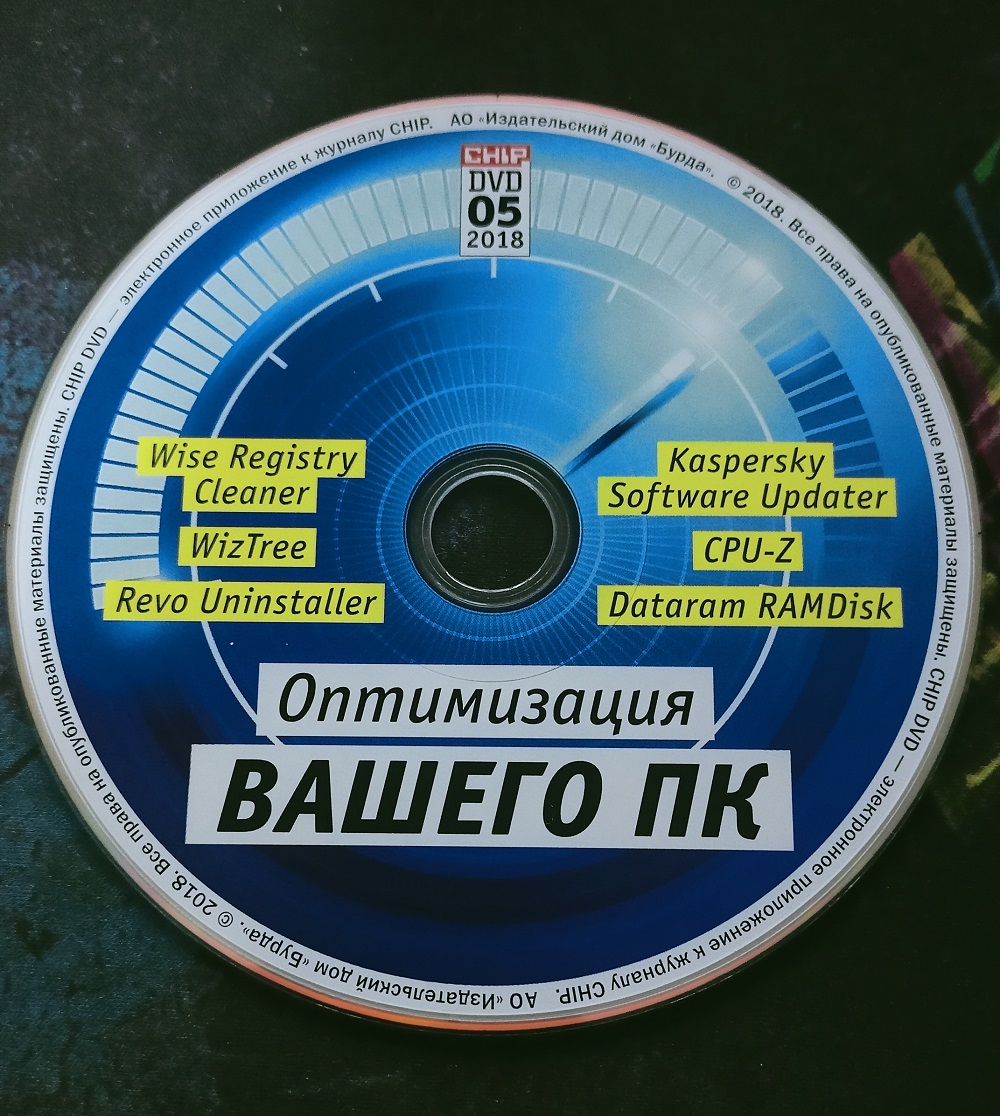 CHIP DVD — электронное приложение к журналу CHIP. АО «Издательский дом «Бурда». © 2018. Все права на опубликованные материалы защищены. CHIP DVD — электронное приложение к журналу CHIP. АО «Издательский дом «Бурда». © 2018. Все права на опубликованные материалы защищены.
CHIP
DVD
05
2018
Wise Registry
Cleaner
WizTree
Revo Uninstaller
Kaspersky
Software Updater
CPU-Z
Dataram RAMDisk
Оптимизация
ВАШЕГО ПК